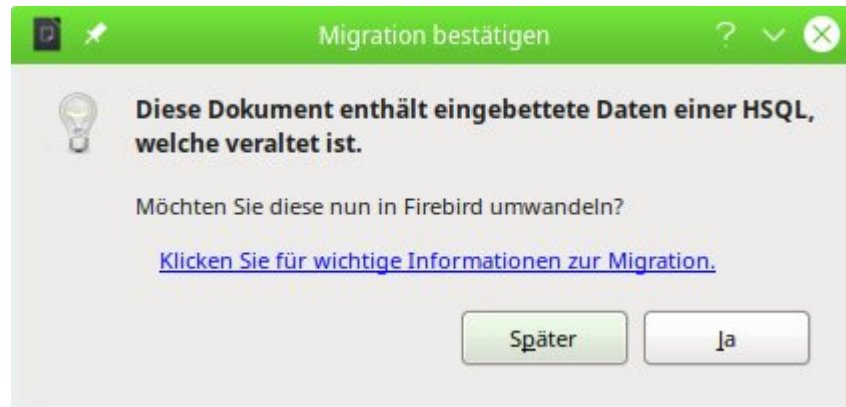 Migration bestätigen
Diese Dokument enthält eingebettete Daten einer HSQL,
welche veraltet ist.
Möchten Sie diese nun in Firebird umwandeln?
Klicken Sie für wichtige Informationen zur Migration.
Später
Ja